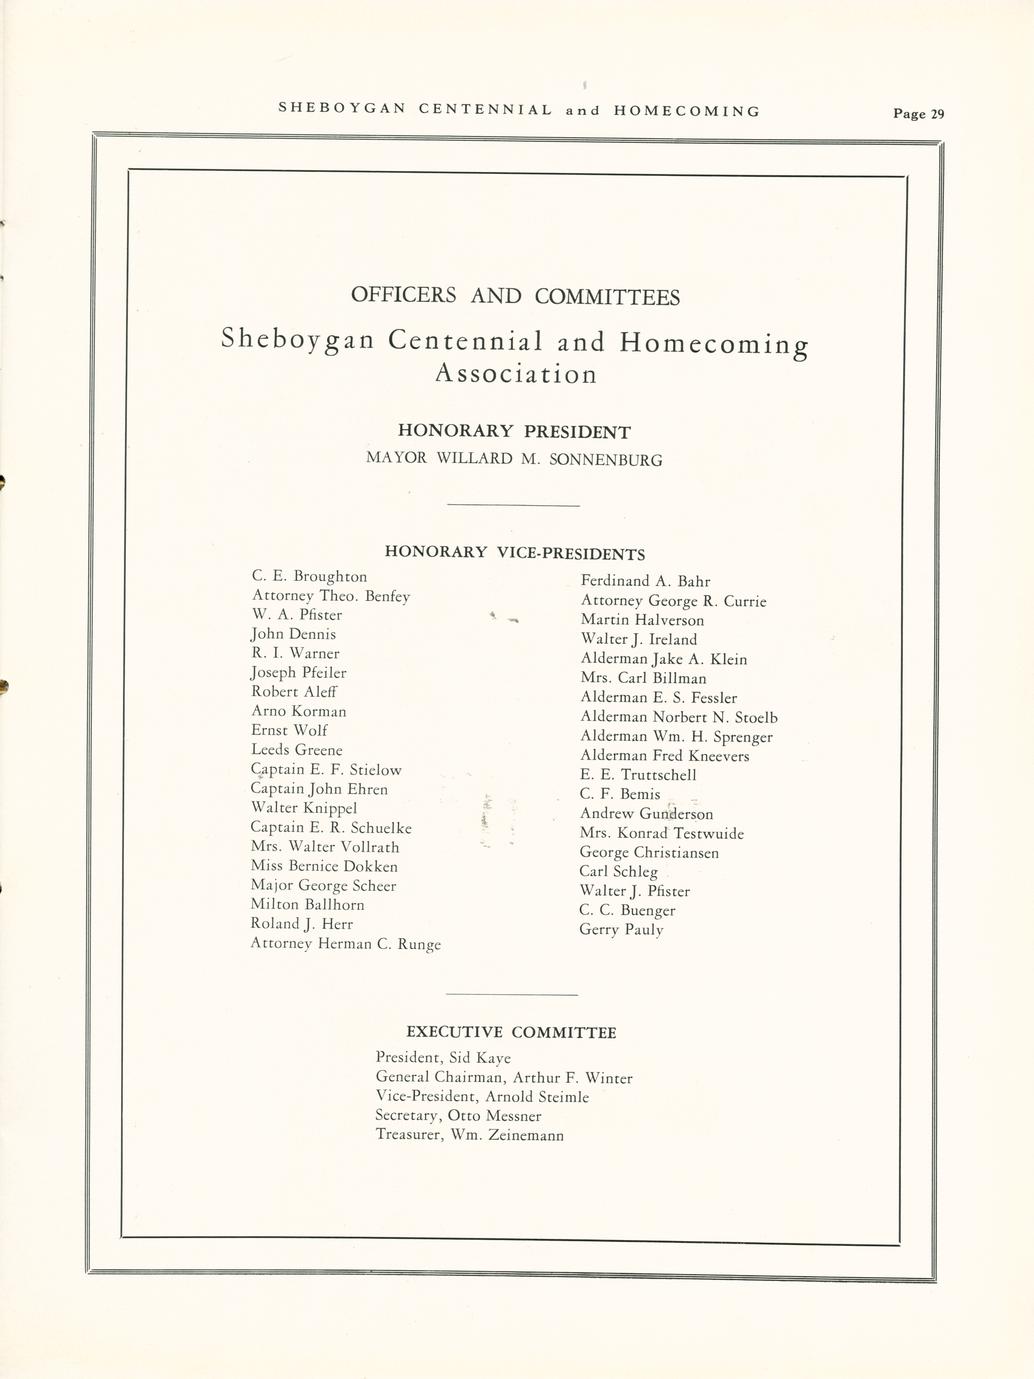 SHEBOYGAN CENTENNIAL and HOMECOMING
Page 29
OFFICERS AND COMMITTEES
Sheboygan Centennial and Homecoming
Association
HONORARY PRESIDENT
MAYOR WILLARD M. SONNENBURG
HONORARY VICE-PRESIDENTS
C. E. Broughton
Attorney Theo. Benfey
W. A. Pfister
John Dennis
R. I. Warner
Joseph Pfeiler
Robert Aleff
Arno Korman
Ernst Wolf
Leeds Greene
Captain E. F. Stielow
Captain John Ehren
Walter Knippel
Captain E. R. Schuelke
Mrs. Walter Vollrath
Miss Bernice Dokken
Major George Scheer
Milton Ballhorn
Roland J. Herr
Attorney Herman C. Runge
Ferdinand A. Bahr
Attorney George R. Currie
Martin Halverson
Walter J. Ireland
Alderman Jake A. Klein
Mrs. Carl Billman
Alderman E. S. Fessler
Alderman Norbert N. Stoelb
Alderman Wm. H. Sprenger
Alderman Fred Kneevers
E. E. Truttschell
C. F. Bemis
Andrew Gunderson
Mrs. Konrad Testwuide
George Christiansen
Carl Schleg
Walter J. Pfister
C. C. Buenger
Gerry Pauly
EXECUTIVE COMMITTEE
President, Sid Kaye
General Chairman, Arthur F. Winter
Vice-President, Arnold Steimle
Secretary, Otto Messner
Treasurer, Wm. Zeinemann